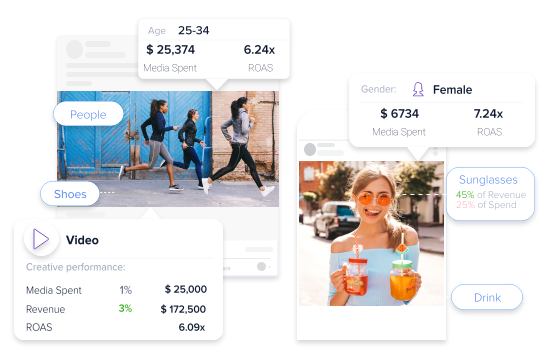 Age 25-34
$ 25,374 6.24x
Media Spent ROAS
People
Shoes
Video
Creative performance:
Media Spent 1% $ 25,000
Revenue 3% $ 172,500
ROAS 6.09x
Gender: Female
$ 6734 7.24x
Media Spent ROAS
Sunglasses
45% of Revenue
25% of Spend
Drink